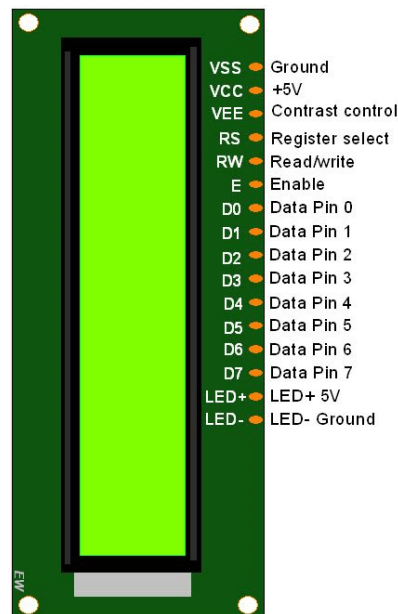 VSS Ground
VCC +5V
VEE Contrast control
RS Register select
RW Read/write
E Enable
D0 Data Pin 0
D1 Data Pin 1
D2 Data Pin 2
D3 Data Pin 3
D4 Data Pin 4
D5 Data Pin 5
D6 Data Pin 6
D7 Data Pin 7
LED+ LED+ 5V
LED- LED- Ground
EW